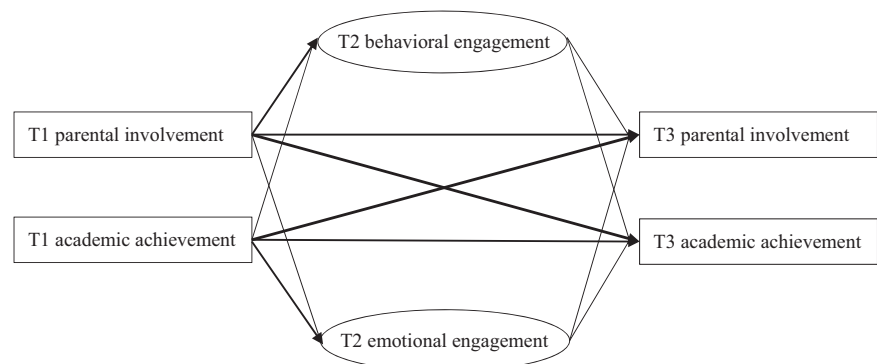 T2 behavioral engagement
T1 parental involvement
T3 parental involvement
T1 academic achievement
T3 academic achievement
T2 emotional engagement